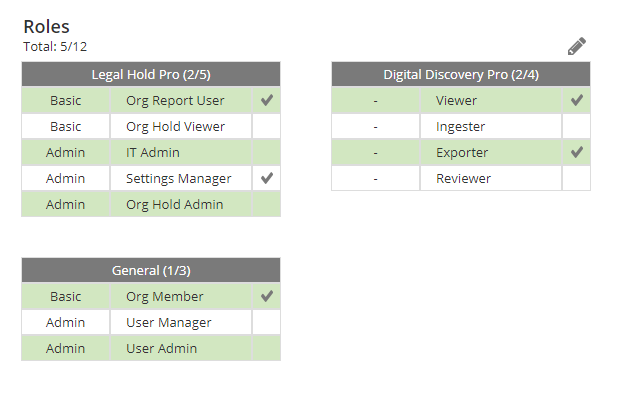 Roles
Total: 5/12
Legal Hold Pro (2/5)
Basic Org Report User
Basic Org Hold Viewer
Admin IT Admin
Admin Settings Manager
Admin Org Hold Admin
Digital Discovery Pro (2/4)
- Viewer
- Ingester
- Exporter
- Reviewer
General (1/3)
Basic Org Member
Admin User Manager
Admin User Admin